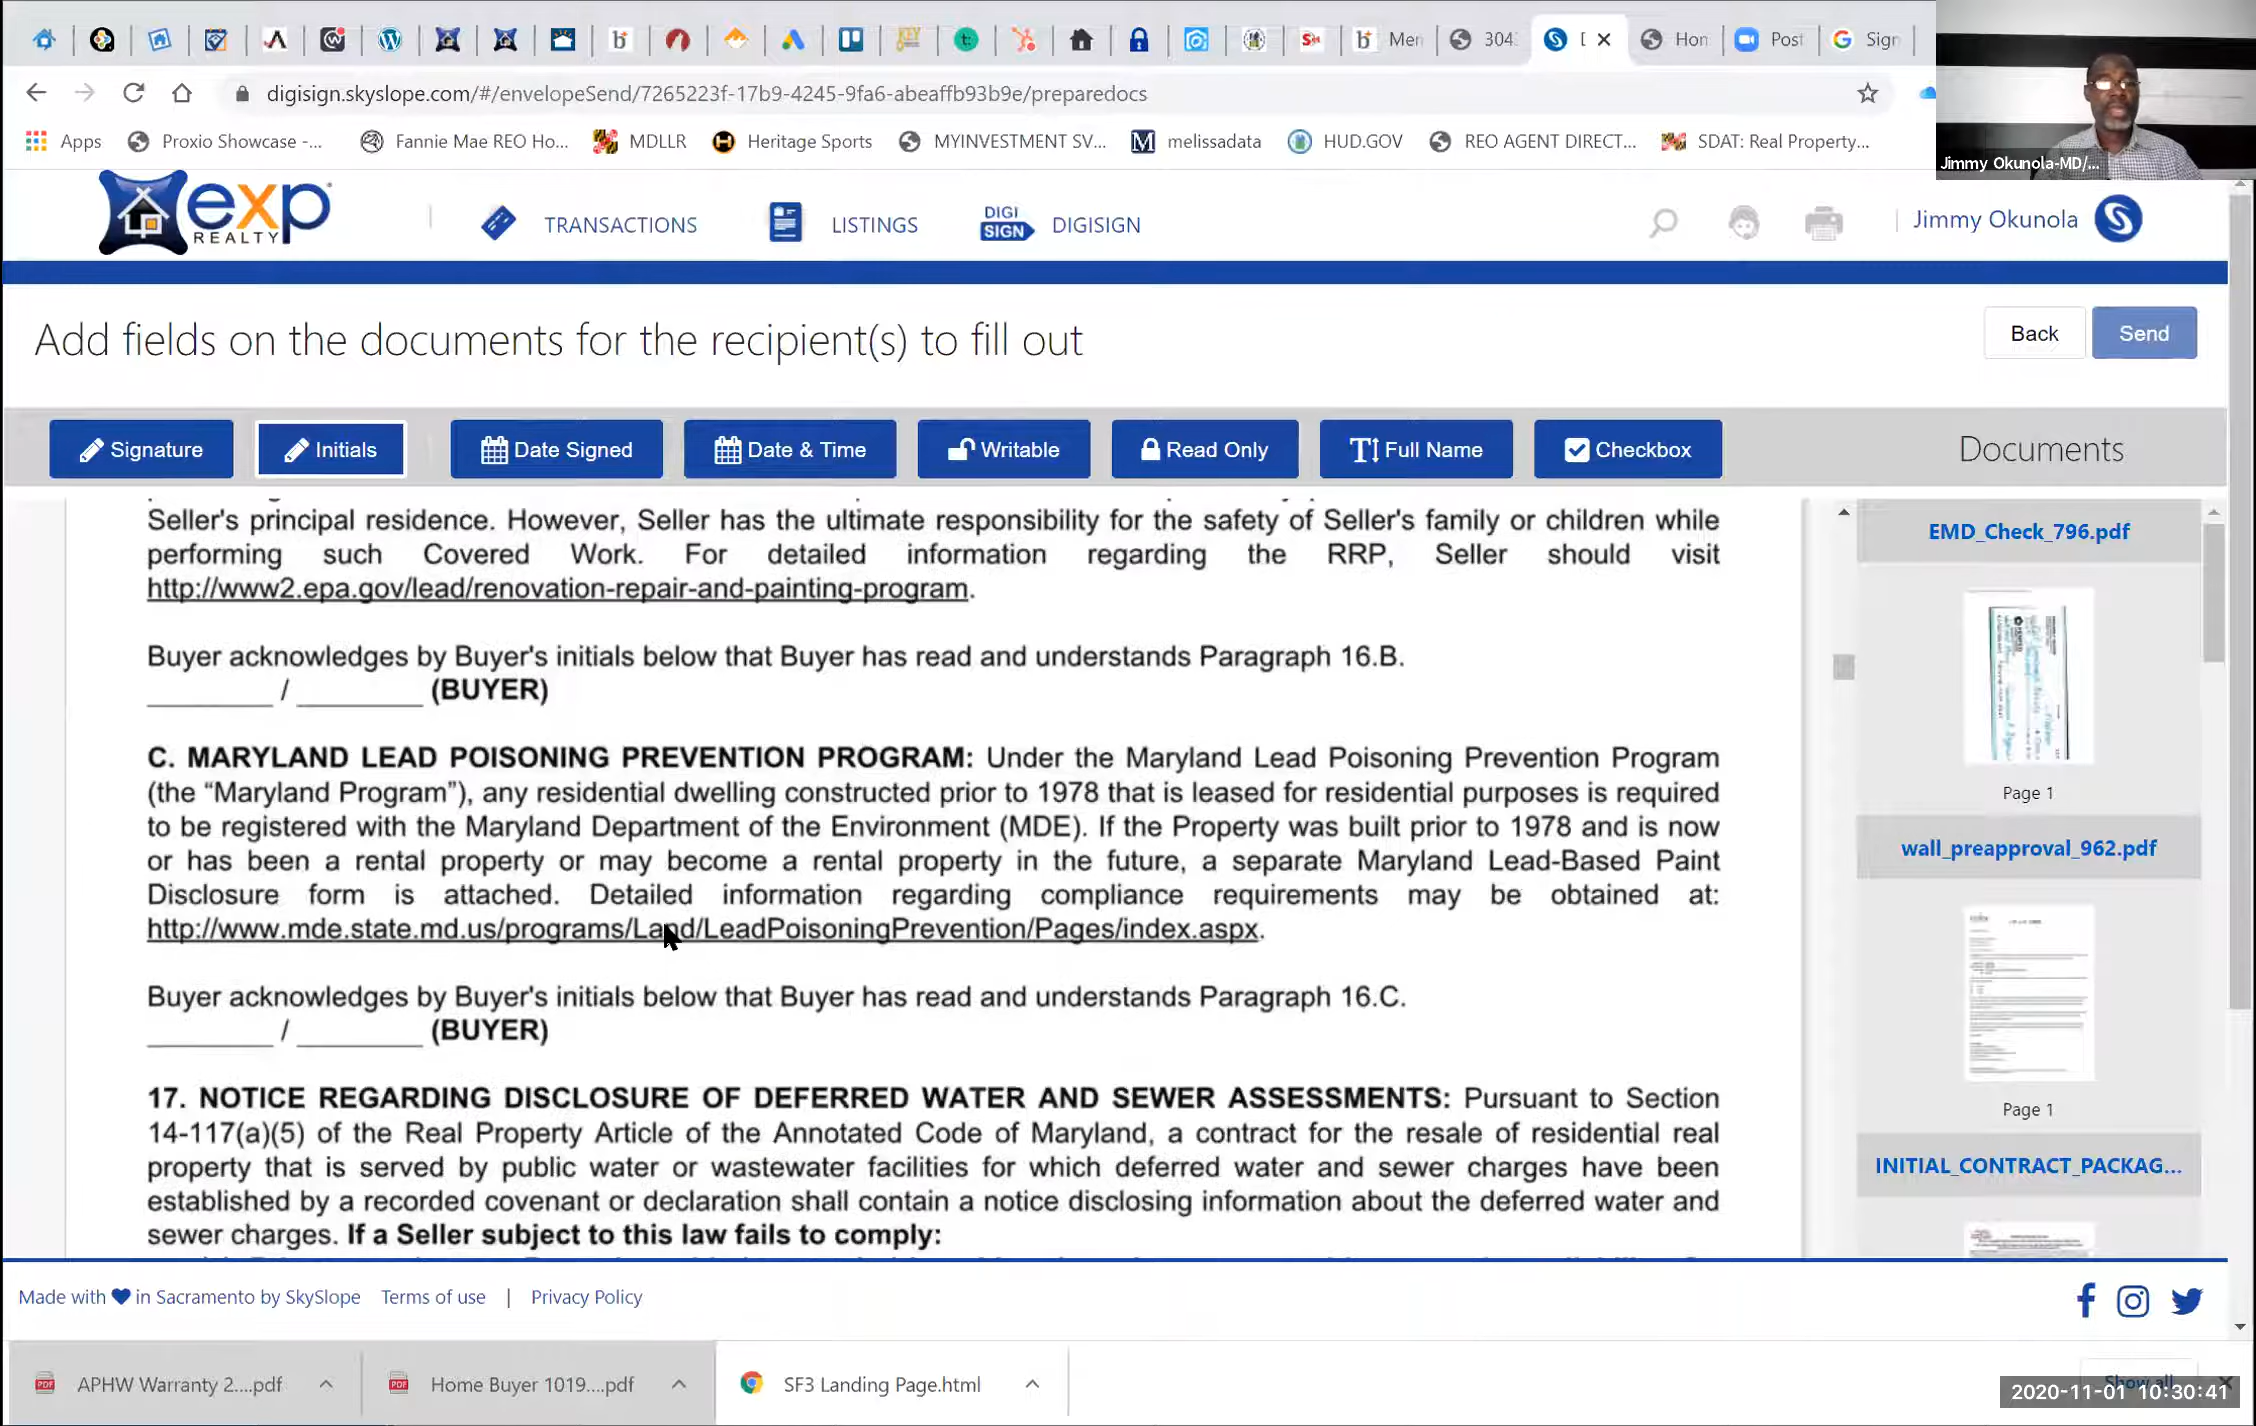 Men
304
Hon
Post
Sign
digisign.skyslope.com/#/envelopeSend/7265223f-17b9-4245-9fa6-abeaffb93b9e/preparedocs
Apps
Proxio Showcase -...
Fannie Mae REO Ho...
MDLLR
Heritage Sports
MYINVESTMENT SV...
melissadata
HUD.GOV
REO AGENT DIRECT...
SDAT: Real Property...
Jimmy Okunola-MD/...
exp
REALTY
TRANSACTIONS
LISTINGS
DIGI
SIGN
DIGISIGN
Jimmy Okunola
Add fields on the documents for the recipient(s) to fill out
Back
Send
Signature
Initials
Date Signed
Date & Time
Writable
Read Only
Full Name
Checkbox
Documents
Seller's principal residence. However, Seller has the ultimate responsibility for the safety of Seller's family or children while
performing such Covered Work. For detailed information regarding the RRP, Seller should visit
http://www2.epa.gov/lead/renovation-repair-and-painting-program.
Buyer acknowledges by Buyer's initials below that Buyer has read and understands Paragraph 16.B.
________ / ________ (BUYER)
C. MARYLAND LEAD POISONING PREVENTION PROGRAM: Under the Maryland Lead Poisoning Prevention Program
(the “Maryland Program”), any residential dwelling constructed prior to 1978 that is leased for residential purposes is required
to be registered with the Maryland Department of the Environment (MDE). If the Property was built prior to 1978 and is now
or has been a rental property or may become a rental property in the future, a separate Maryland Lead-Based Paint
Disclosure form is attached. Detailed information regarding compliance requirements may be obtained at:
http://www.mde.state.md.us/programs/Land/LeadPoisoningPrevention/Pages/index.aspx.
Buyer acknowledges by Buyer's initials below that Buyer has read and understands Paragraph 16.C.
________ / ________ (BUYER)
17. NOTICE REGARDING DISCLOSURE OF DEFERRED WATER AND SEWER ASSESSMENTS: Pursuant to Section
14-117(a)(5) of the Real Property Article of the Annotated Code of Maryland, a contract for the resale of residential real
property that is served by public water or wastewater facilities for which deferred water and sewer charges have been
established by a recorded covenant or declaration shall contain a notice disclosing information about the deferred water and
sewer charges. If a Seller subject to this law fails to comply:
EMD_Check_796.pdf
Page 1
wall_preapproval_962.pdf
Page 1
INITIAL_CONTRACT_PACKAG...
Made with in Sacramento by SkySlope
Terms of use
|
Privacy Policy
APHW Warranty 2....pdf
Home Buyer 1019....pdf
SF3 Landing Page.html
Show all
2020-11-01 10:30:41